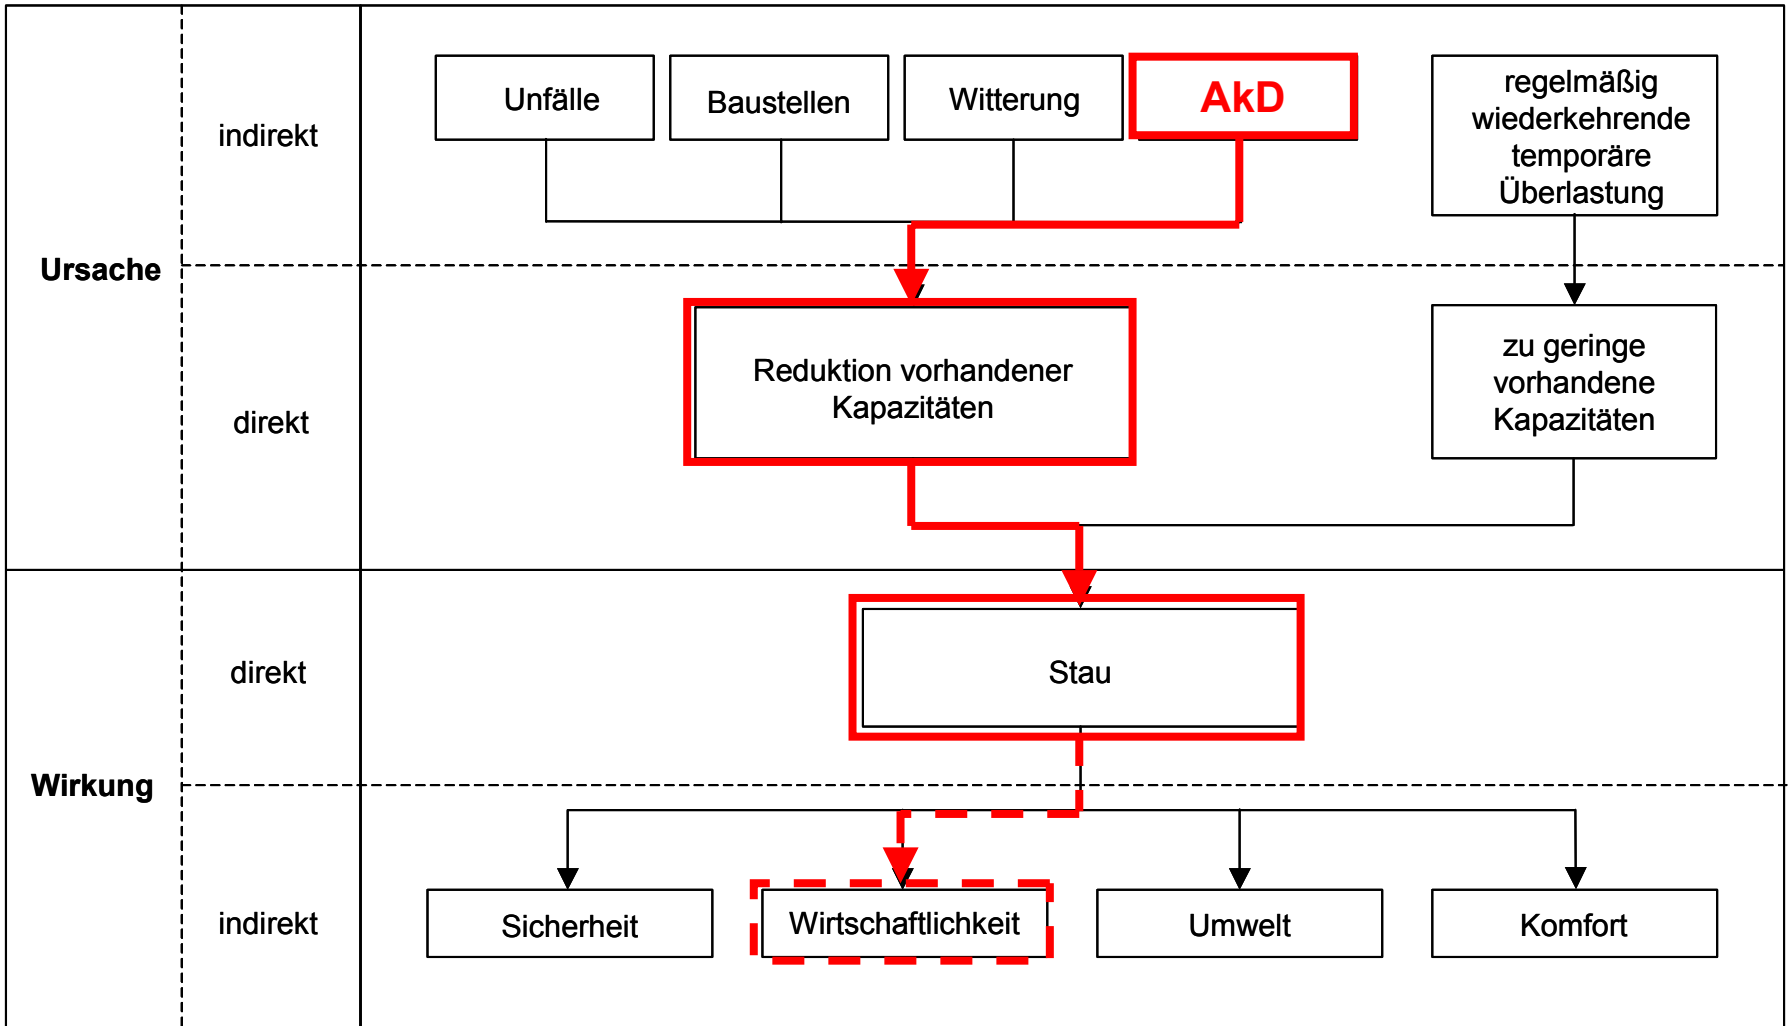 Ursache
indirekt
Unfälle
Baustellen
Witterung
AkD
regelmäßig
wiederkehrende
temporäre
Überlastung
direkt
Reduktion vorhandener
Kapazitäten
zu geringe
vorhandene
Kapazitäten
Wirkung
direkt
Stau
indirekt
Sicherheit
Wirtschaftlichkeit
Umwelt
Komfort